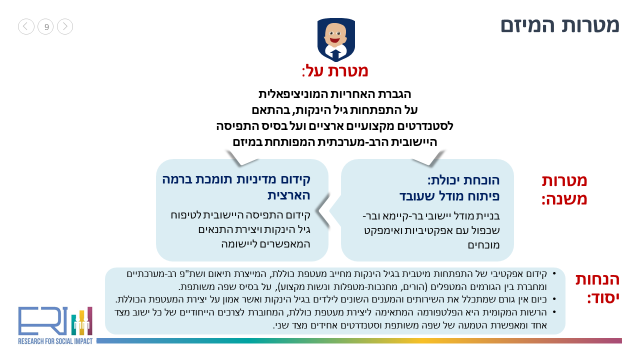 מטרות המיזם
9
מטרת על:
הגברת האחריות המוניציפאלית
על התפתחות גיל הינקות, בהתאם
לסטנדרטים מקצועיים ארציים ועל בסיס התפיסה
היישובית הרב-מערכתית המפותחת במיזם
מטרות
משנה:
הוכחת יכולת:
פיתוח מודל שעובד
בניית מודל יישובי בר-קיימא ובר-
שכפול עם אפקטיביות ואימפקט
מוכחים
קידום מדיניות תומכת ברמה
הארצית
קידום התפיסה היישובית לטיפוח
גיל הינקות ויצירת התנאים
המאפשרים ליישומה
הנחות
יסוד:
• קידום אפקטיבי של התפתחות מיטבית בגיל הינקות מחייב מעטפת כוללת, המייצרת תיאום ושת"פ רב-מערכתיים
ומחברת בין הגורמים המטפלים (הורים, מחנכות-מטפלות ונשות מקצוע), על בסיס שפה משותפת.
• כיום אין גורם שמתכלל את השירותים והמענים השונים לילדים בגיל הינקות ואשר אמון על יצירת המעטפת הכוללת.
• הרשות המקומית היא הפלטפורמה המתאימה ליצירת מעטפת כוללת, המחוברת לצרכים הייחודיים של כל ישוב מצד
אחד ומאפשרת הטמעה של שפה משותפת וסטנדרטים אחידים מצד שני.
ERI
RESEARCH FOR SOCIAL IMPACT